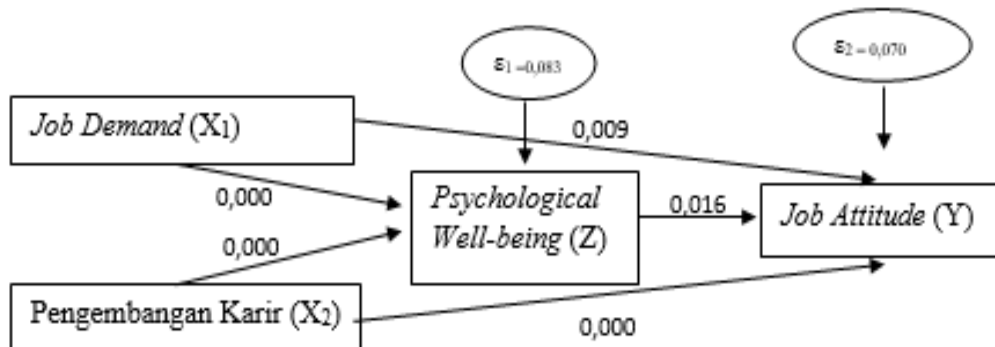 ε₁ =0,083
ε₂ =0,070
Job Demand (X₁)
0,009
0,000
Psychological
Well-being (Z)
0,016
Job Attitude (Y)
0,000
Pengembangan Karir (X₂)
0,000